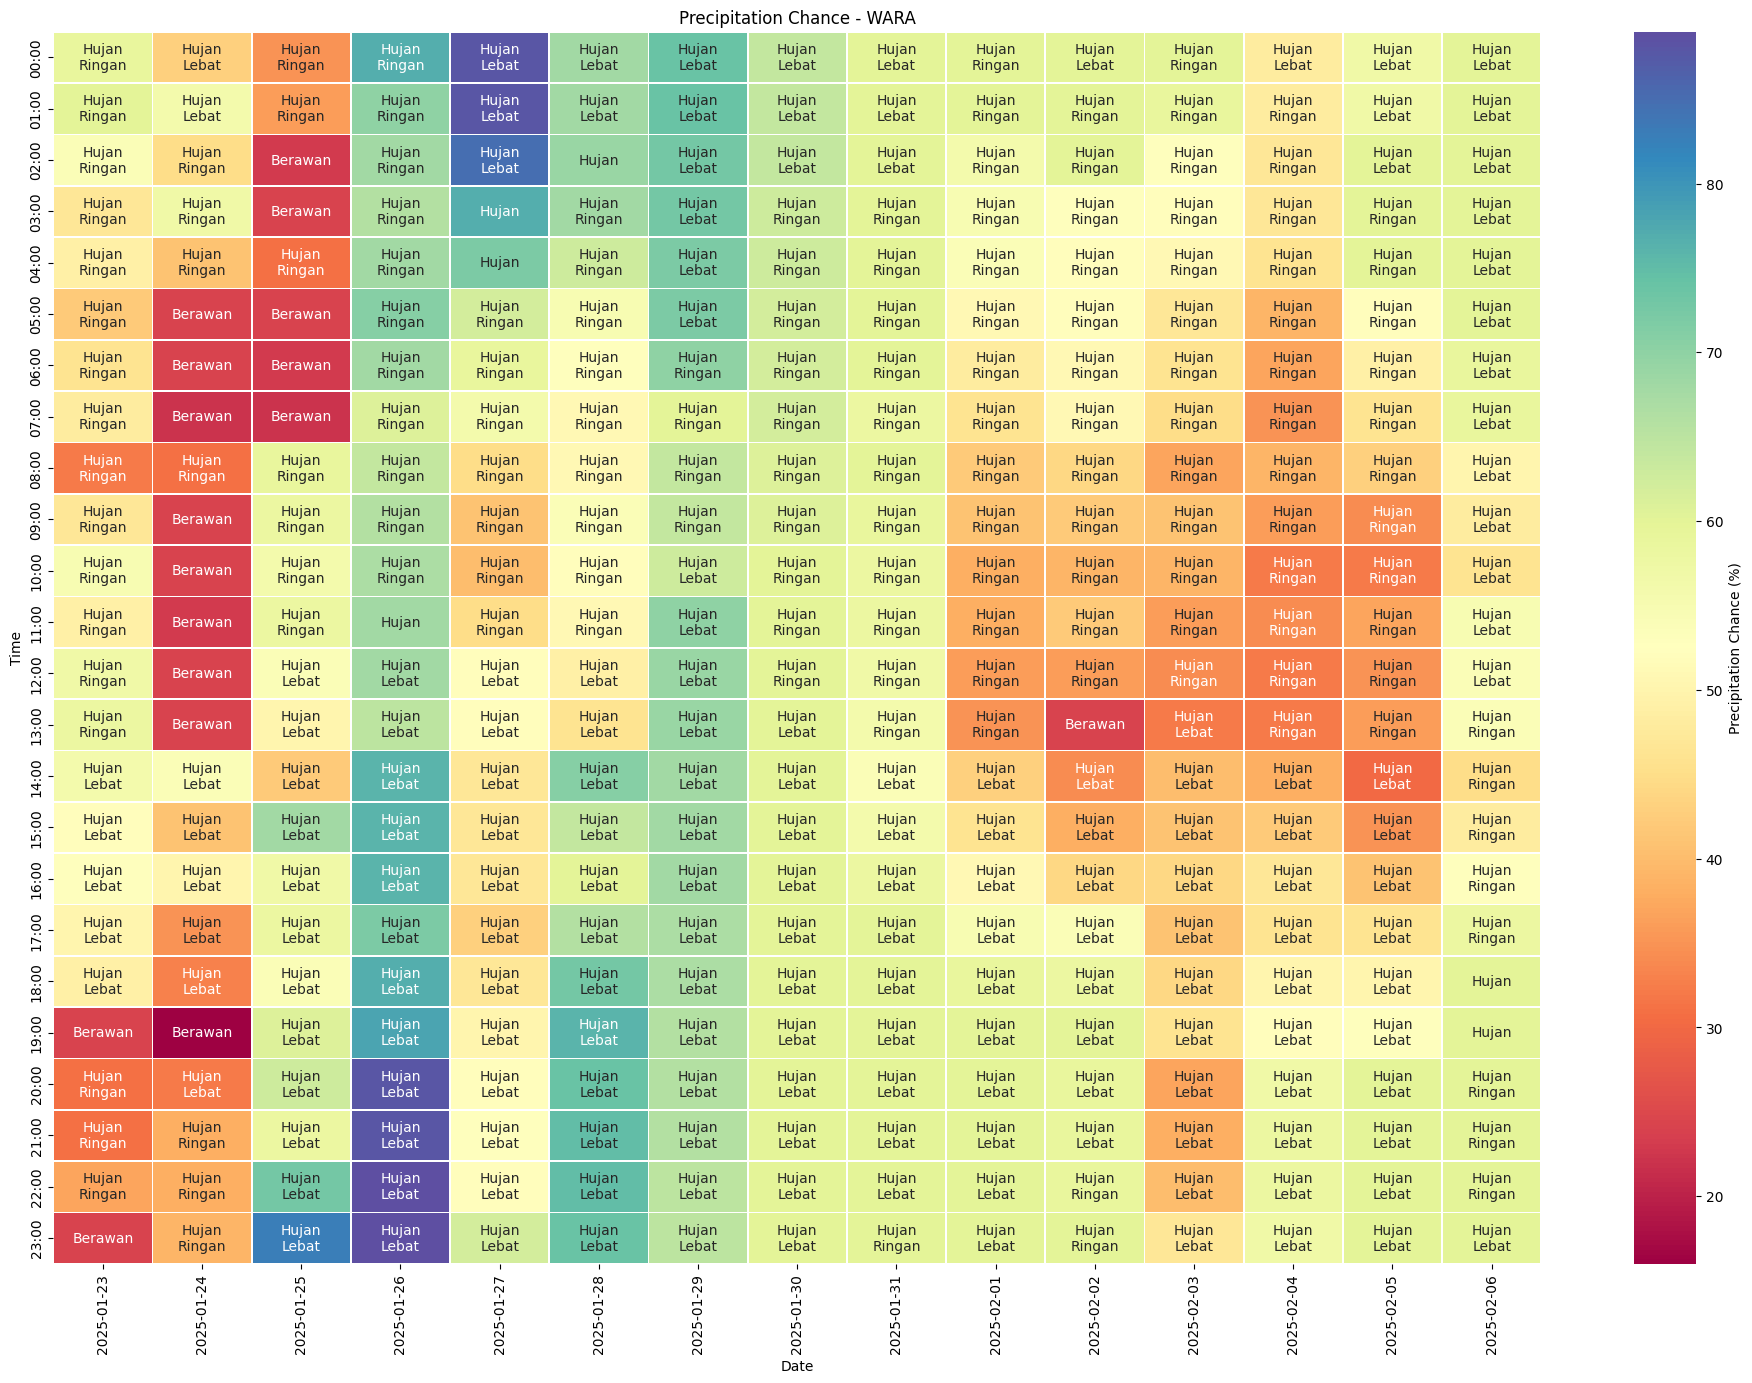 Precipitation Chance - WARA
00:00 Hujan Ringan Hujan Lebat Hujan Ringan Hujan Ringan Hujan Lebat Hujan Lebat Hujan Lebat Hujan Lebat Hujan Lebat Hujan Ringan Hujan Lebat Hujan Ringan Hujan Lebat Hujan Lebat Hujan Lebat
01:00 Hujan Ringan Hujan Lebat Hujan Ringan Hujan Ringan Hujan Lebat Hujan Lebat Hujan Lebat Hujan Lebat Hujan Lebat Hujan Ringan Hujan Ringan Hujan Ringan Hujan Ringan Hujan Lebat Hujan Lebat
02:00 Hujan Ringan Hujan Ringan Berawan Hujan Ringan Hujan Lebat Hujan Hujan Lebat Hujan Lebat Hujan Lebat Hujan Ringan Hujan Ringan Hujan Ringan Hujan Ringan Hujan Lebat Hujan Lebat
03:00 Hujan Ringan Hujan Ringan Berawan Hujan Ringan Hujan Hujan Ringan Hujan Lebat Hujan Ringan Hujan Ringan Hujan Ringan Hujan Ringan Hujan Ringan Hujan Ringan Hujan Ringan Hujan Lebat
04:00 Hujan Ringan Hujan Ringan Hujan Ringan Hujan Ringan Hujan Hujan Ringan Hujan Lebat Hujan Ringan Hujan Ringan Hujan Ringan Hujan Ringan Hujan Ringan Hujan Ringan Hujan Ringan Hujan Lebat
05:00 Hujan Ringan Berawan Berawan Hujan Ringan Hujan Ringan Hujan Ringan Hujan Lebat Hujan Ringan Hujan Ringan Hujan Ringan Hujan Ringan Hujan Ringan Hujan Ringan Hujan Ringan Hujan Lebat
06:00 Hujan Ringan Berawan Berawan Hujan Ringan Hujan Ringan Hujan Ringan Hujan Ringan Hujan Ringan Hujan Ringan Hujan Ringan Hujan Ringan Hujan Ringan Hujan Ringan Hujan Ringan Hujan Lebat
07:00 Hujan Ringan Berawan Berawan Hujan Ringan Hujan Ringan Hujan Ringan Hujan Ringan Hujan Ringan Hujan Ringan Hujan Ringan Hujan Ringan Hujan Ringan Hujan Ringan Hujan Ringan Hujan Lebat
08:00 Hujan Ringan Hujan Ringan Hujan Ringan Hujan Ringan Hujan Ringan Hujan Ringan Hujan Ringan Hujan Ringan Hujan Ringan Hujan Ringan Hujan Ringan Hujan Ringan Hujan Ringan Hujan Ringan Hujan Lebat
09:00 Hujan Ringan Berawan Hujan Ringan Hujan Ringan Hujan Ringan Hujan Ringan Hujan Ringan Hujan Ringan Hujan Ringan Hujan Ringan Hujan Ringan Hujan Ringan Hujan Ringan Hujan Ringan Hujan Lebat
10:00 Hujan Ringan Berawan Hujan Ringan Hujan Ringan Hujan Ringan Hujan Ringan Hujan Lebat Hujan Ringan Hujan Ringan Hujan Ringan Hujan Ringan Hujan Ringan Hujan Ringan Hujan Ringan Hujan Lebat
11:00 Hujan Ringan Berawan Hujan Ringan Hujan Hujan Ringan Hujan Ringan Hujan Lebat Hujan Ringan Hujan Ringan Hujan Ringan Hujan Ringan Hujan Ringan Hujan Ringan Hujan Ringan Hujan Lebat
12:00 Hujan Ringan Berawan Hujan Lebat Hujan Lebat Hujan Lebat Hujan Lebat Hujan Lebat Hujan Ringan Hujan Ringan Hujan Ringan Hujan Ringan Hujan Ringan Hujan Ringan Hujan Ringan Hujan Lebat
13:00 Hujan Ringan Berawan Hujan Lebat Hujan Lebat Hujan Lebat Hujan Lebat Hujan Lebat Hujan Lebat Hujan Ringan Hujan Ringan Berawan Hujan Lebat Hujan Ringan Hujan Ringan Hujan Ringan
14:00 Hujan Lebat Hujan Lebat Hujan Lebat Hujan Lebat Hujan Lebat Hujan Lebat Hujan Lebat Hujan Lebat Hujan Lebat Hujan Lebat Hujan Lebat Hujan Lebat Hujan Lebat Hujan Lebat Hujan Ringan
15:00 Hujan Lebat Hujan Lebat Hujan Lebat Hujan Lebat Hujan Lebat Hujan Lebat Hujan Lebat Hujan Lebat Hujan Lebat Hujan Lebat Hujan Lebat Hujan Lebat Hujan Lebat Hujan Lebat Hujan Ringan
16:00 Hujan Lebat Hujan Lebat Hujan Lebat Hujan Lebat Hujan Lebat Hujan Lebat Hujan Lebat Hujan Lebat Hujan Lebat Hujan Lebat Hujan Lebat Hujan Lebat Hujan Lebat Hujan Lebat Hujan Ringan
17:00 Hujan Lebat Hujan Lebat Hujan Lebat Hujan Lebat Hujan Lebat Hujan Lebat Hujan Lebat Hujan Lebat Hujan Lebat Hujan Lebat Hujan Lebat Hujan Lebat Hujan Lebat Hujan Lebat Hujan Ringan
18:00 Hujan Lebat Hujan Lebat Hujan Lebat Hujan Lebat Hujan Lebat Hujan Lebat Hujan Lebat Hujan Lebat Hujan Lebat Hujan Lebat Hujan Lebat Hujan Lebat Hujan Lebat Hujan Lebat Hujan
19:00 Berawan Berawan Hujan Lebat Hujan Lebat Hujan Lebat Hujan Lebat Hujan Lebat Hujan Lebat Hujan Lebat Hujan Lebat Hujan Lebat Hujan Lebat Hujan Lebat Hujan Lebat Hujan
20:00 Hujan Ringan Hujan Lebat Hujan Lebat Hujan Lebat Hujan Lebat Hujan Lebat Hujan Lebat Hujan Lebat Hujan Lebat Hujan Lebat Hujan Lebat Hujan Lebat Hujan Lebat Hujan Lebat Hujan Ringan
21:00 Hujan Ringan Hujan Ringan Hujan Lebat Hujan Lebat Hujan Lebat Hujan Lebat Hujan Lebat Hujan Lebat Hujan Lebat Hujan Lebat Hujan Lebat Hujan Lebat Hujan Lebat Hujan Lebat Hujan Ringan
22:00 Hujan Ringan Hujan Ringan Hujan Lebat Hujan Lebat Hujan Lebat Hujan Lebat Hujan Lebat Hujan Lebat Hujan Lebat Hujan Lebat Hujan Ringan Hujan Lebat Hujan Lebat Hujan Lebat Hujan Ringan
23:00 Berawan Hujan Ringan Hujan Lebat Hujan Lebat Hujan Lebat Hujan Lebat Hujan Lebat Hujan Lebat Hujan Ringan Hujan Lebat Hujan Ringan Hujan Lebat Hujan Lebat Hujan Lebat Hujan Lebat
Time
2025-01-23 2025-01-24 2025-01-25 2025-01-26 2025-01-27 2025-01-28 2025-01-29 2025-01-30 2025-01-31 2025-02-01 2025-02-02 2025-02-03 2025-02-04 2025-02-05 2025-02-06
Date
80
70
60
50
40
30
20
Precipitation Chance (%)